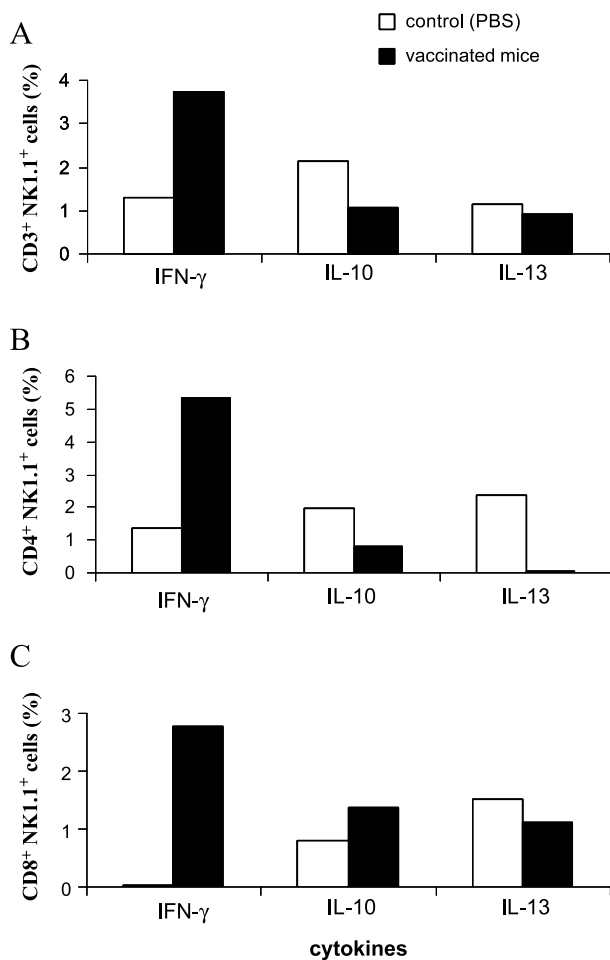 control (PBS)
vaccinated mice
A
CD3⁺ NK1.1⁺ cells (%)
4
3
2
1
0
IFN-γ IL-10 IL-13
B
CD4⁺ NK1.1⁺ cells (%)
6
5
4
3
2
1
0
IFN-γ IL-10 IL-13
C
CD8⁺ NK1.1⁺ cells (%)
3
2
1
0
IFN-γ IL-10 IL-13
cytokines